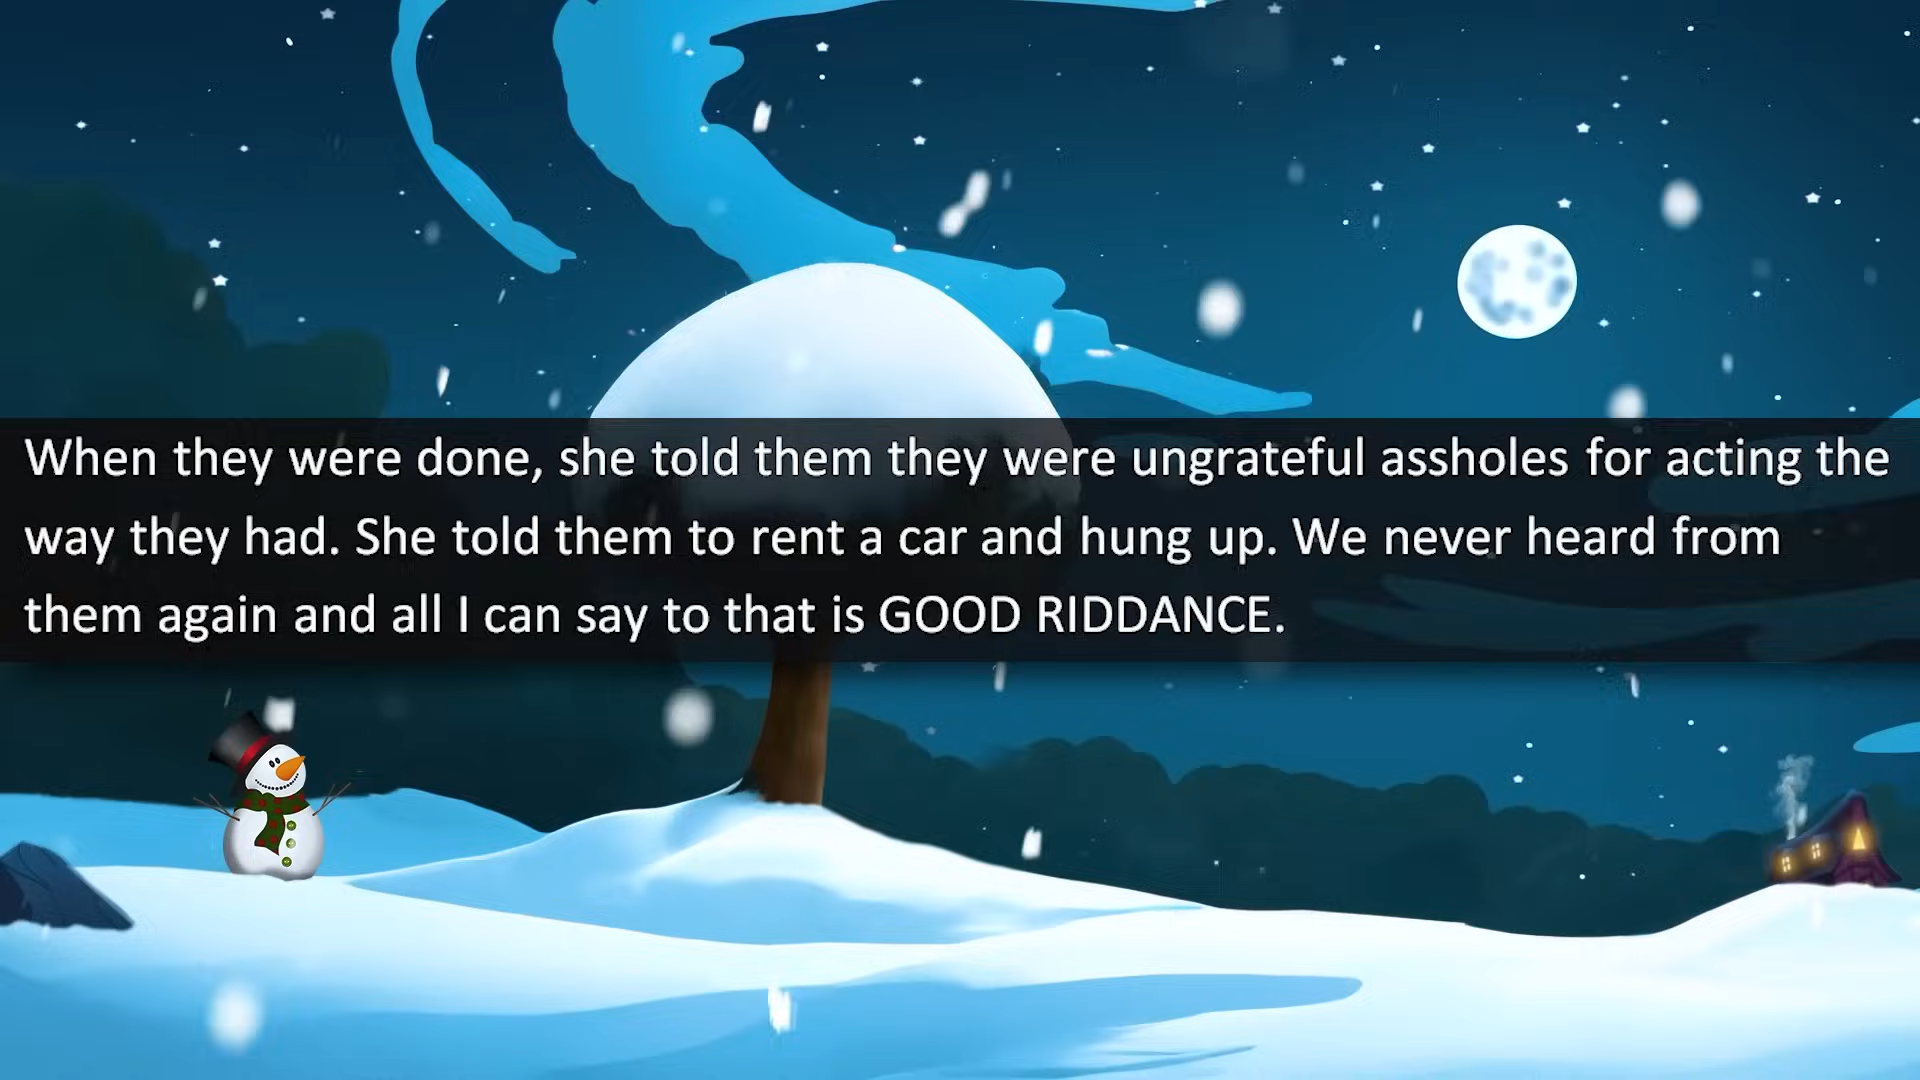 When they were done, she told them they were ungrateful assholes for acting the
way they had. She told them to rent a car and hung up. We never heard from
them again and all I can say to that is GOOD RIDDANCE.